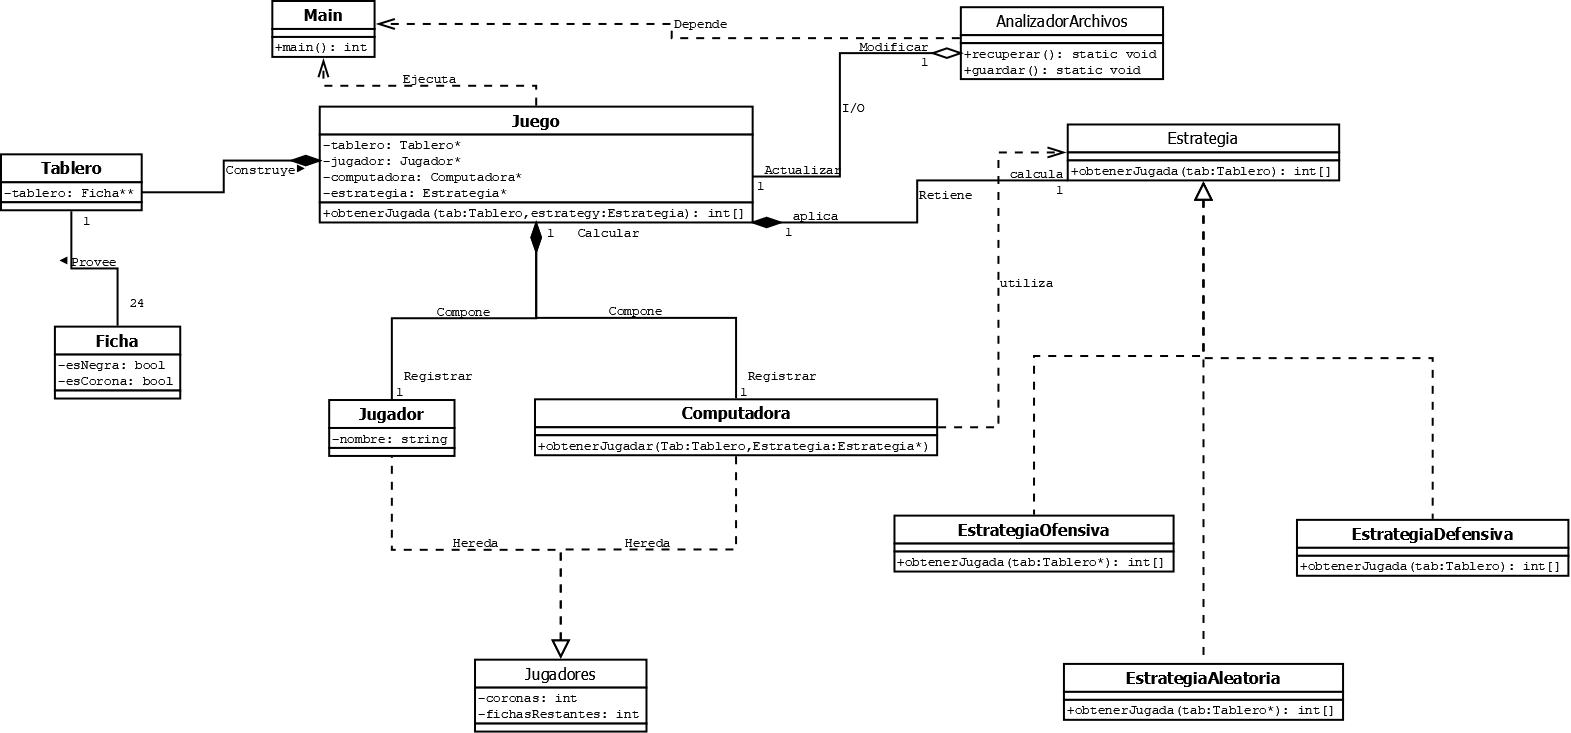 Main
+main(): int
AnalizadorArchivos
+recuperar(): static void
+guardar(): static void
Depende
Modificar
1
Ejecuta
I/O
Juego
-tablero: Tablero*
-jugador: Jugador*
-computadora: Computadora*
-estrategia: Estrategia*
+obtenerJugada(tab:Tablero,estrategy:Estrategia): int[]
Actualizar
1
Estrategia
+obtenerJugada(tab:Tablero): int[]
calcula
1
Retiene
aplica
1
Tablero
-tablero: Ficha**
Construye
1
1
Calcular
Provee
24
utiliza
Ficha
-esNegra: bool
-esCorona: bool
Compone
Compone
Registrar
1
Registrar
1
Jugador
-nombre: string
Computadora
+obtenerJugadar(Tab:Tablero,Estrategia:Estrategia*)
Hereda
Hereda
EstrategiaOfensiva
+obtenerJugada(tab:Tablero*): int[]
EstrategiaDefensiva
+obtenerJugada(tab:Tablero): int[]
Jugadores
-coronas: int
-fichasRestantes: int
EstrategiaAleatoria
+obtenerJugada(tab:Tablero*): int[]